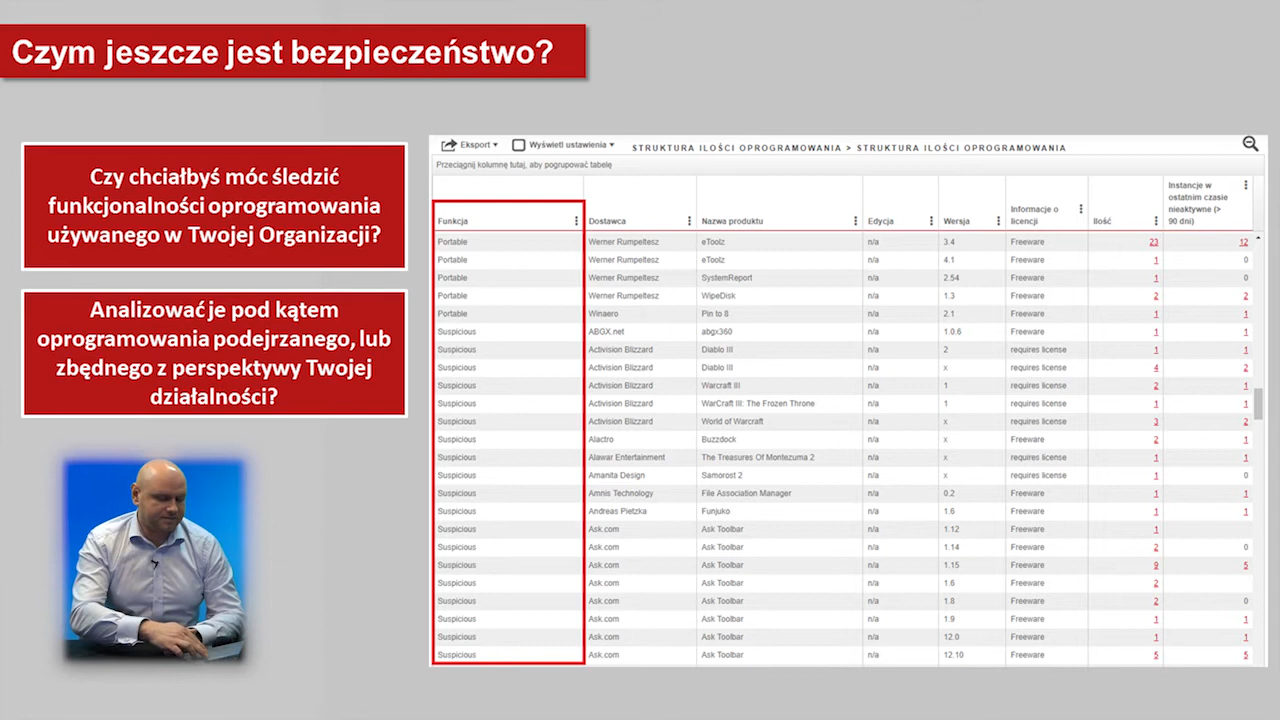 Czym jeszcze jest bezpieczeństwo?
Czy chciałbyś móc śledzić
funkcjonalności oprogramowania
używanego w Twojej Organizacji?
Analizować je pod kątem
oprogramowania podejrzanego, lub
zbędnego z perspektywy Twojej
działalności?
Eksport Wyświetl ustawienia STRUKTURA ILOŚCI OPROGRAMOWANIA > STRUKTURA ILOŚCI OPROGRAMOWANIA
Przeciągnij kolumnę tutaj, aby pogrupować tabelę
Funkcja Dostawca Nazwa produktu Edycja Wersja Informacje o licencji Ilość Instancje w ostatnim czasie nieaktywne (> 90 dni)
Portable Werner Rumpeltesz eToolz n/a 3.4 Freeware 23 12
Portable Werner Rumpeltesz eToolz n/a 4.1 Freeware 1 0
Portable Werner Rumpeltesz SystemReport n/a 2.54 Freeware 1 0
Portable Werner Rumpeltesz WipeDisk n/a 1.3 Freeware 2 2
Portable Winaero Pin to 8 n/a 2.1 Freeware 1 1
Suspicious ABGX.net abgx360 n/a 1.0.6 Freeware 1 1
Suspicious Activision Blizzard Diablo III n/a 2 requires license 1 1
Suspicious Activision Blizzard Diablo III n/a x requires license 4 2
Suspicious Activision Blizzard Warcraft III n/a 1 requires license 2 1
Suspicious Activision Blizzard WarCraft III: The Frozen Throne n/a 1 requires license 1 1
Suspicious Activision Blizzard World of Warcraft n/a x requires license 3 2
Suspicious Alactro Buzzdock n/a x Freeware 2 1
Suspicious Alawar Entertainment The Treasures Of Montezuma 2 n/a x requires license 1 1
Suspicious Amanita Design Samorost 2 n/a x requires license 1 0
Suspicious Amnis Technology File Association Manager n/a 0.2 Freeware 1 1
Suspicious Andreas Pietzka Funjuko n/a 1.6 Freeware 1 1
Suspicious Ask.com Ask Toolbar n/a 1.12 Freeware 1
Suspicious Ask.com Ask Toolbar n/a 1.14 Freeware 2 0
Suspicious Ask.com Ask Toolbar n/a 1.15 Freeware 9 5
Suspicious Ask.com Ask Toolbar n/a 1.6 Freeware 2
Suspicious Ask.com Ask Toolbar n/a 1.8 Freeware 2 0
Suspicious Ask.com Ask Toolbar n/a 1.9 Freeware 1 1
Suspicious Ask.com Ask Toolbar n/a 12.0 Freeware 1 1
Suspicious Ask.com Ask Toolbar n/a 12.10 Freeware 5 5